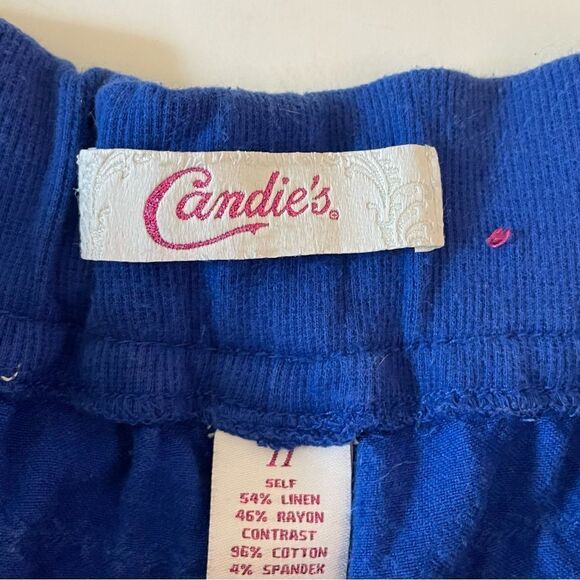 Candie's.
11
SELF
54% LINEN
46% RAYON
CONTRAST
96% COTTON
4% SPANDEX